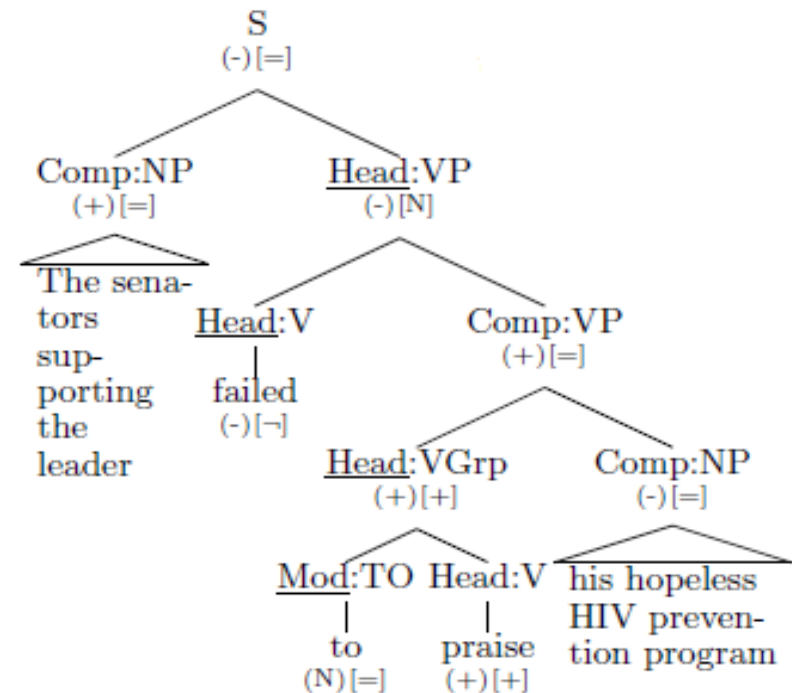 S
(-)[=]
Comp:NP Head:VP
(+)[=] (-)[N]
The sena-
tors
sup-
porting
the
leader
Head:V Comp:VP
(+)[=]
failed
(-)[¬]
Head:VGrp Comp:NP
(+)[+] (-)[=]
Mod:TO Head:V his hopeless
HIV preven-
tion program
to praise
(N)[=] (+)[+]